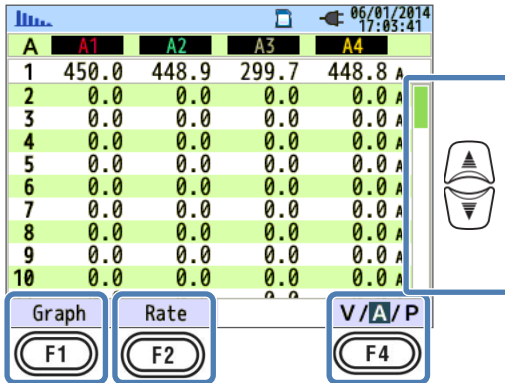 06/01/2014
17:03:41
A A1 A2 A3 A4
1 450.0 448.9 299.7 448.8 A
2 0.0 0.0 0.0 0.0 A
3 0.0 0.0 0.0 0.0 A
4 0.0 0.0 0.0 0.0 A
5 0.0 0.0 0.0 0.0 A
6 0.0 0.0 0.0 0.0 A
7 0.0 0.0 0.0 0.0 A
8 0.0 0.0 0.0 0.0 A
9 0.0 0.0 0.0 0.0 A
10 0.0 0.0 0.0 0.0 A
Graph Rate V/A/P
F1 F2 F4